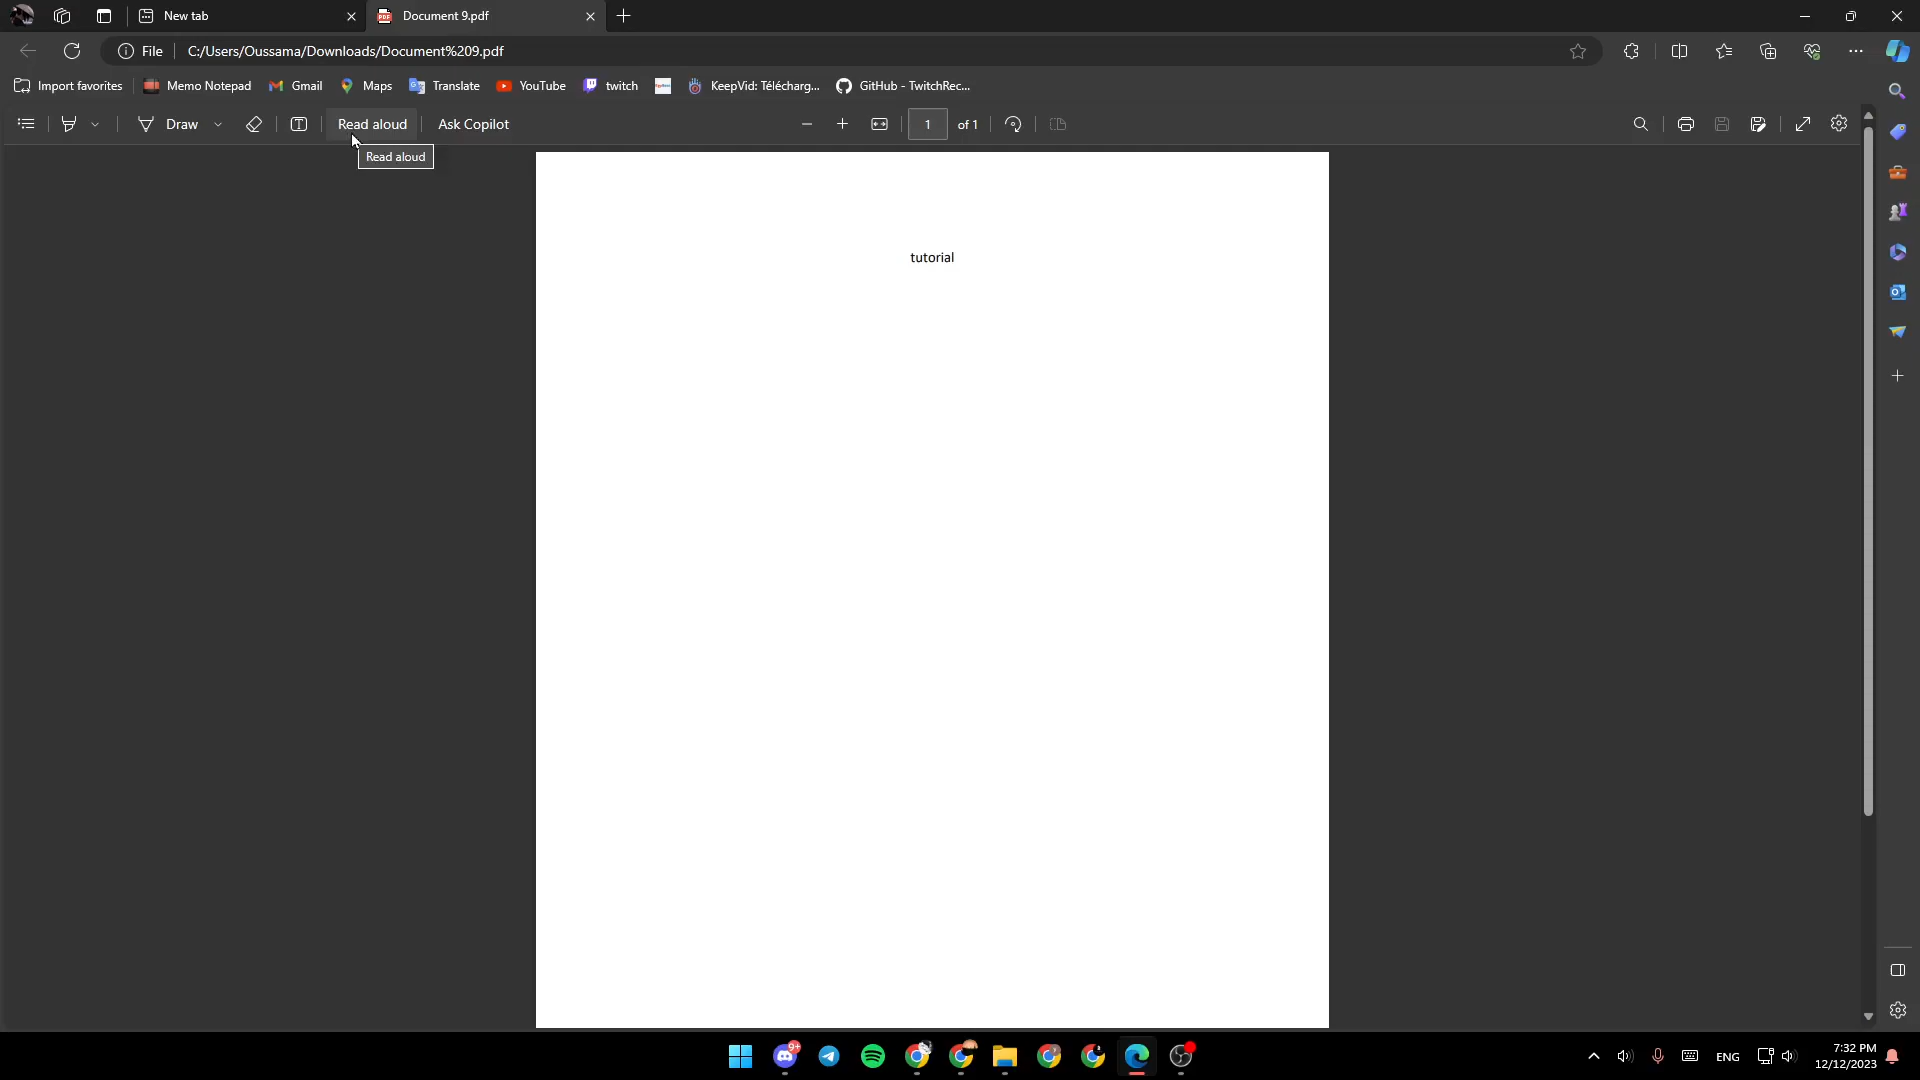 New tab
Document 9.pdf
File
C:/Users/Oussama/Downloads/Document%209.pdf
Import favorites
Memo Notepad
Gmail
Maps
Translate
YouTube
twitch
KeepVid: Télécharg...
GitHub - TwitchRec...
Draw
Read aloud
Ask Copilot
1
of 1
Read aloud
tutorial
9+
ENG
7:32 PM
12/12/2023